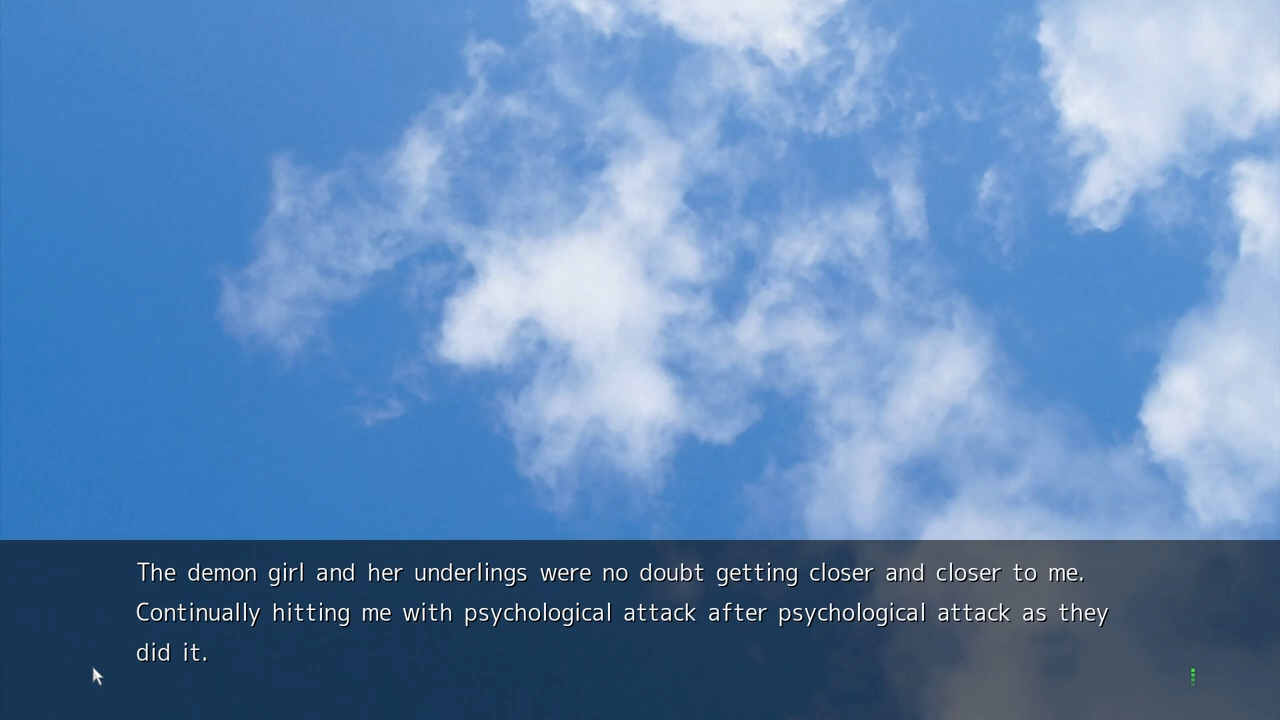 The demon girl and her underlings were no doubt getting closer and closer to me.
Continually hitting me with psychological attack after psychological attack as they
did it.